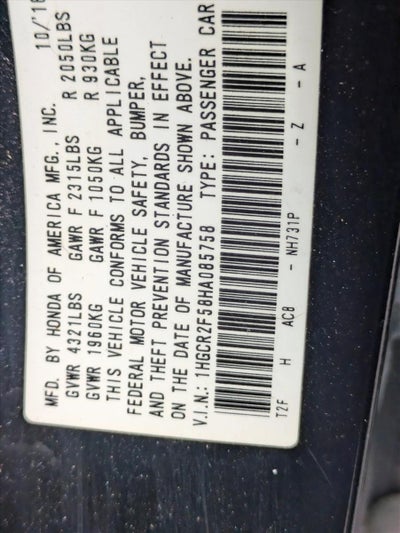 MFD. BY HONDA OF AMERICA MFG., INC. 10/16
GVWR 4321LBS GAWR F 2315LBS R 2050LBS
GVWR 1960KG GAWR F 1050KG R 930KG
THIS VEHICLE CONFORMS TO ALL APPLICABLE
FEDERAL MOTOR VEHICLE SAFETY, BUMPER,
AND THEFT PREVENTION STANDARDS IN EFFECT
ON THE DATE OF MANUFACTURE SHOWN ABOVE.
V.I.N.: 1HGCR2F58HA085758 TYPE: PASSENGER CAR
T2F H AC8 - NH731P - Z - A